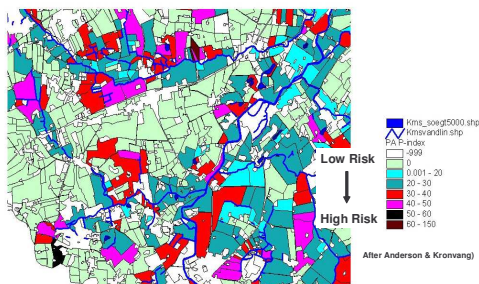 Kms_soegt5000.shp
Kmsvandlin.shp
PA P-index
-999
0
0.001 - 20
20 - 30
30 - 40
40 - 50
50 - 60
60 - 150
Low Risk
High Risk
After Anderson & Kronvang)